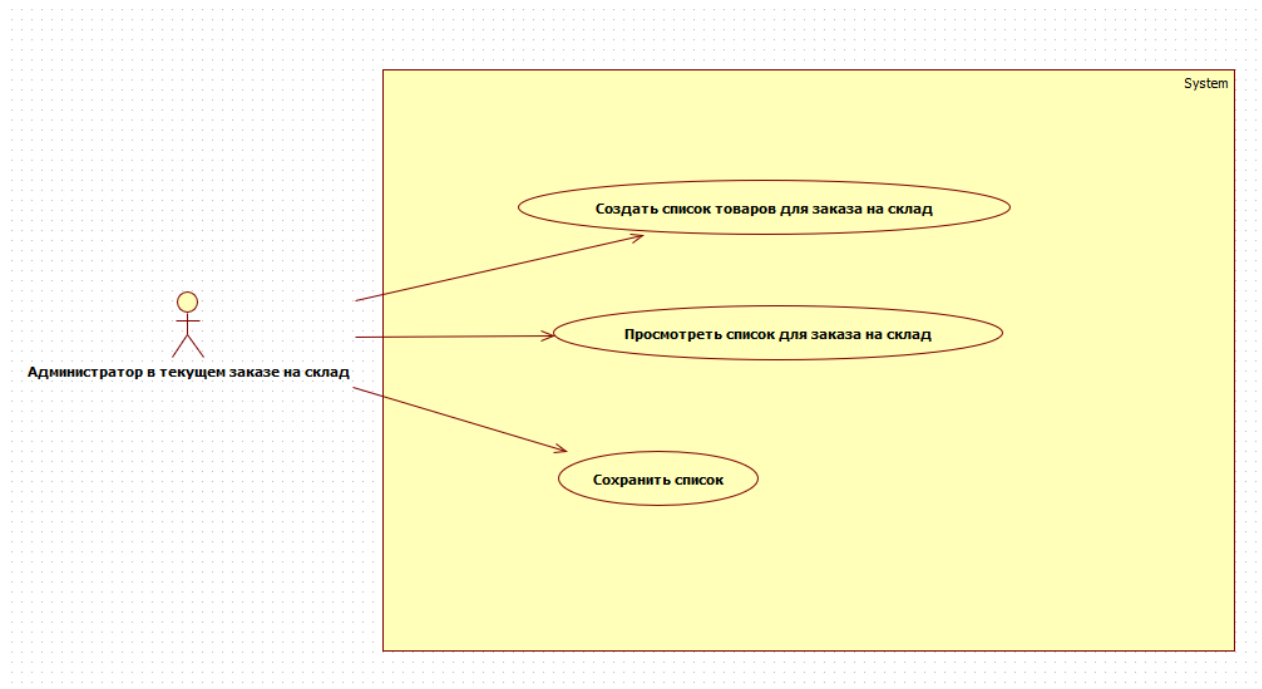 System
Создать список товаров для заказа на склад
Просмотреть список для заказа на склад
Администратор в текущем заказе на склад
Сохранить список